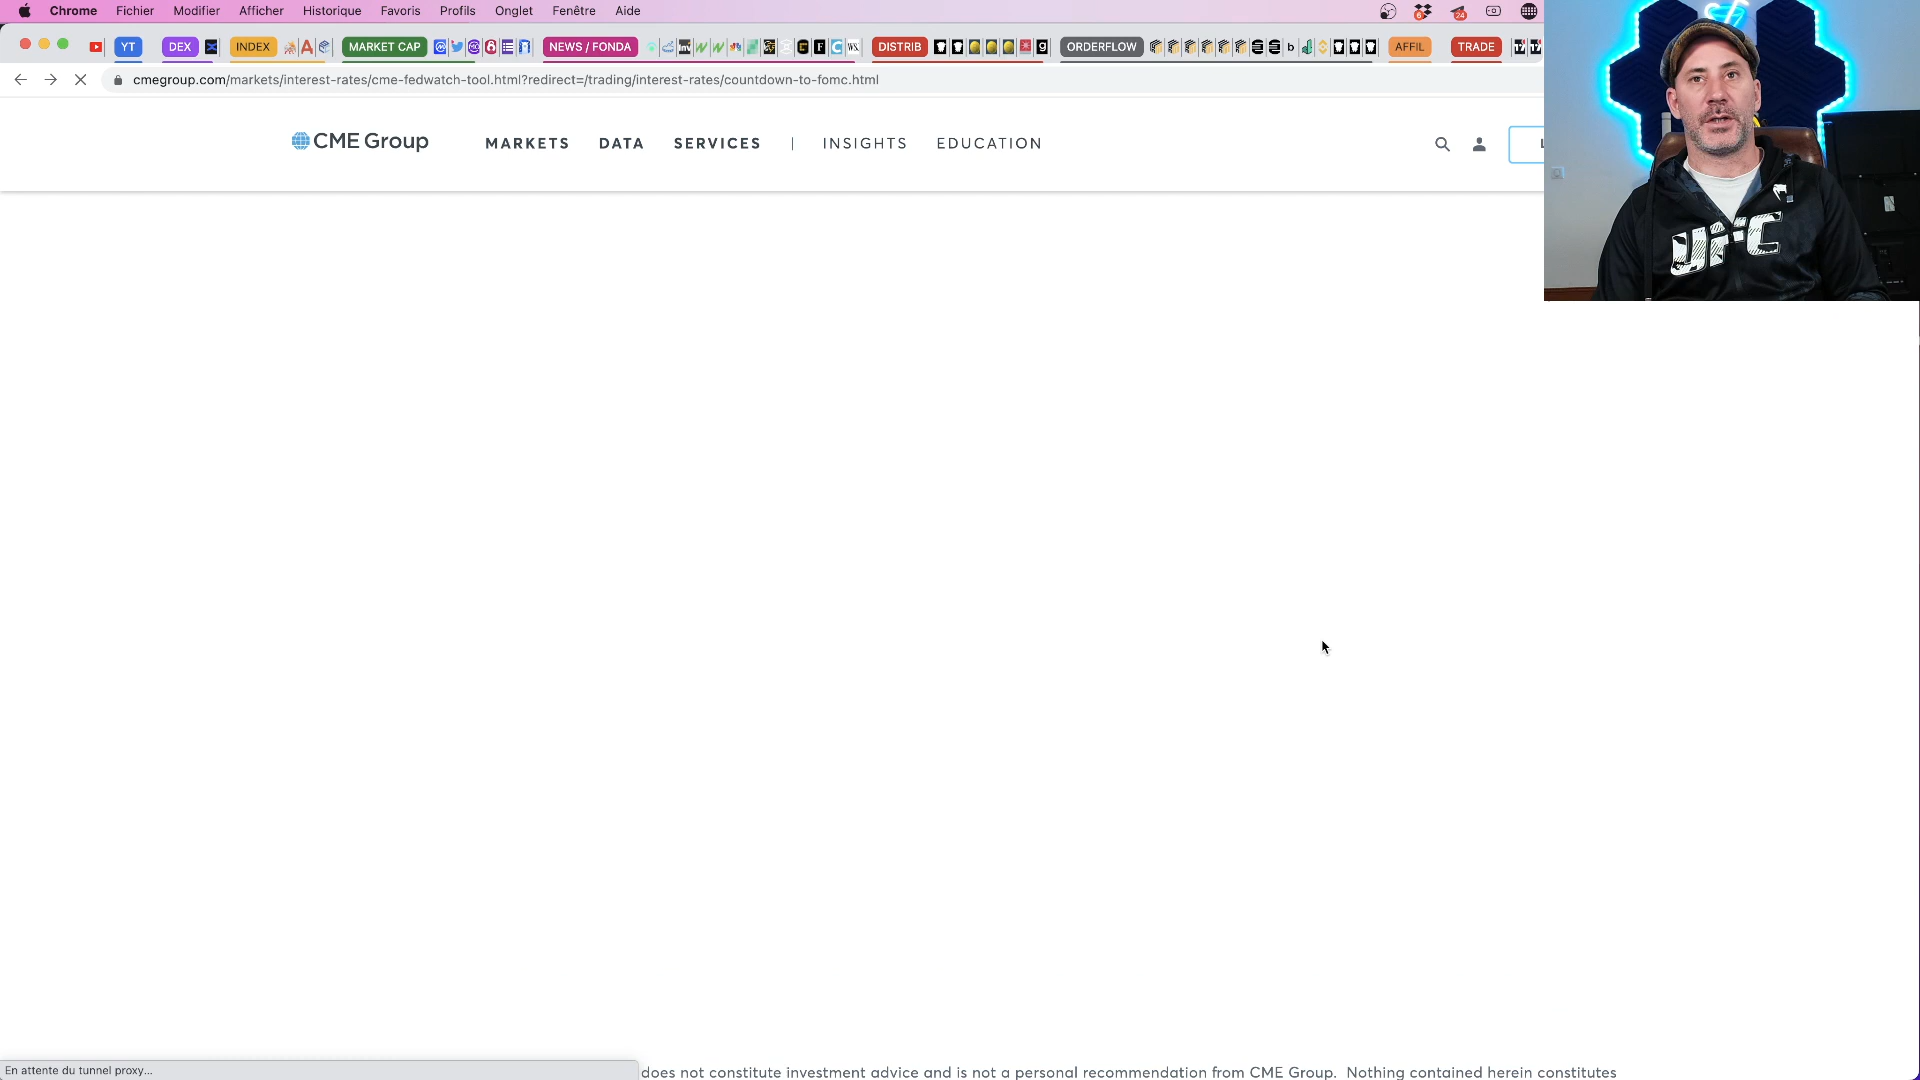 Chrome Fichier Modifier Afficher Historique Favoris Profils Onglet Fenêtre Aide
6 24
YT DEX INDEX MARKET CAP NEWS / FONDA DISTRIB ORDERFLOW AFFIL TRADE
cmegroup.com/markets/interest-rates/cme-fedwatch-tool.html?redirect=/trading/interest-rates/countdown-to-fomc.html
CME Group MARKETS DATA SERVICES | INSIGHTS EDUCATION
UFC
En attente du tunnel proxy...
does not constitute investment advice and is not a personal recommendation from CME Group. Nothing contained herein constitutes